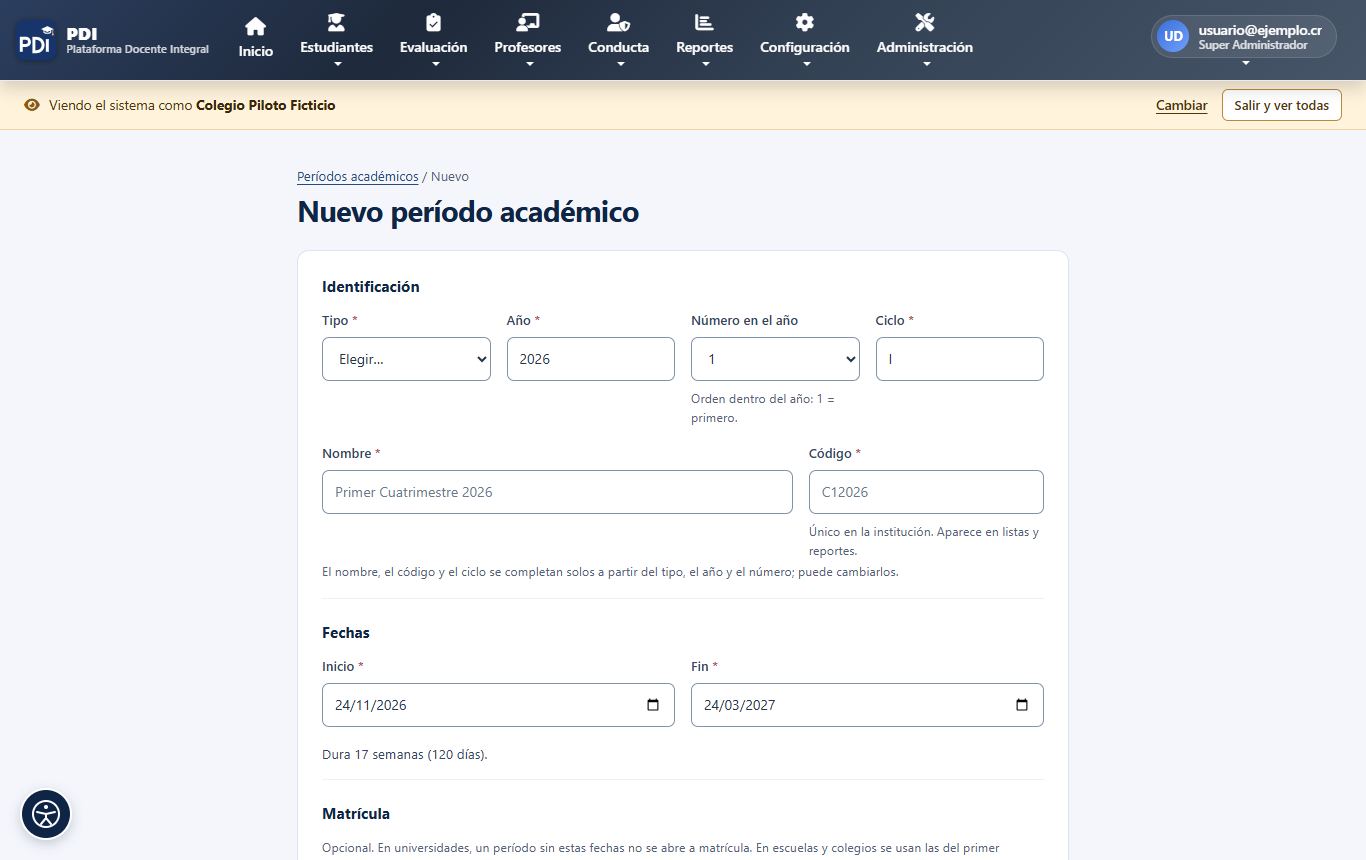 PDI
PDI
Plataforma Docente Integral
Inicio
Estudiantes
Evaluación
Profesores
Conducta
Reportes
Configuración
Administración
UD
usuario@ejemplo.cr
Super Administrador
Viendo el sistema como Colegio Piloto Ficticio
Cambiar
Salir y ver todas
Períodos académicos / Nuevo
Nuevo período académico
Identificación
Tipo *
Año *
Número en el año
Ciclo *
Elegir...
2026
1
I
Orden dentro del año: 1 =
primero.
Nombre *
Código *
Primer Cuatrimestre 2026
C12026
Único en la institución. Aparece en listas y
reportes.
El nombre, el código y el ciclo se completan solos a partir del tipo, el año y el número; puede cambiarlos.
Fechas
Inicio *
Fin *
24/11/2026
24/03/2027
Dura 17 semanas (120 días).
Matrícula
Opcional. En universidades, un período sin estas fechas no se abre a matrícula. En escuelas y colegios se usan las del primer